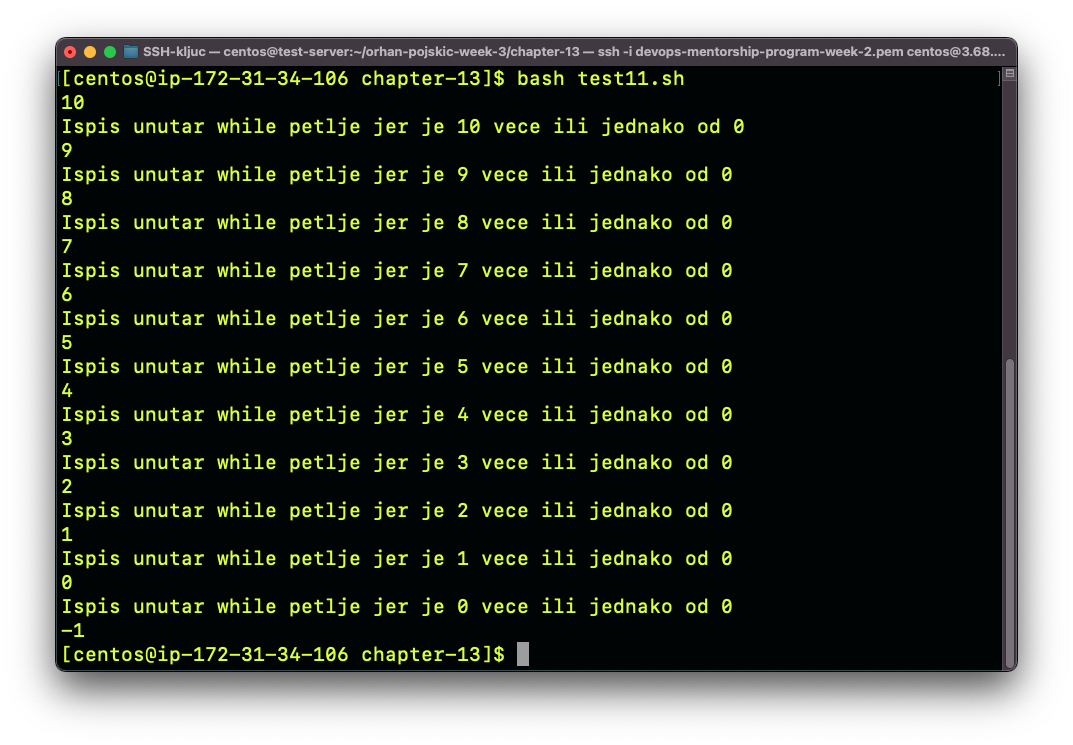 SSH-kljuc — centos@test-server:~/orhan-pojskic-week-3/chapter-13 — ssh -i devops-mentorship-program-week-2.pem centos@3.68....
[centos@ip-172-31-34-106 chapter-13]$ bash test11.sh
10
Ispis unutar while petlje jer je 10 vece ili jednako od 0
9
Ispis unutar while petlje jer je 9 vece ili jednako od 0
8
Ispis unutar while petlje jer je 8 vece ili jednako od 0
7
Ispis unutar while petlje jer je 7 vece ili jednako od 0
6
Ispis unutar while petlje jer je 6 vece ili jednako od 0
5
Ispis unutar while petlje jer je 5 vece ili jednako od 0
4
Ispis unutar while petlje jer je 4 vece ili jednako od 0
3
Ispis unutar while petlje jer je 3 vece ili jednako od 0
2
Ispis unutar while petlje jer je 2 vece ili jednako od 0
1
Ispis unutar while petlje jer je 1 vece ili jednako od 0
0
Ispis unutar while petlje jer je 0 vece ili jednako od 0
-1
[centos@ip-172-31-34-106 chapter-13]$